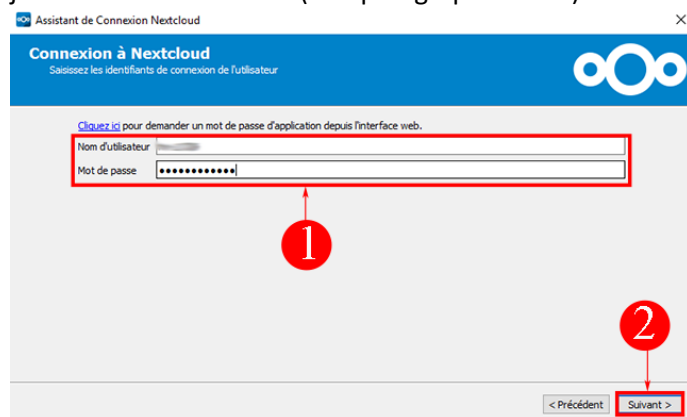 Assistant de Connexion Nextcloud
Connexion à Nextcloud
Saisissez les identifiants de connexion de l'utilisateur
Cliquez ici pour demander un mot de passe d'application depuis l'interface web.
Nom d'utilisateur
Mot de passe ••••••••••••
1
2
< Précédent Suivant >